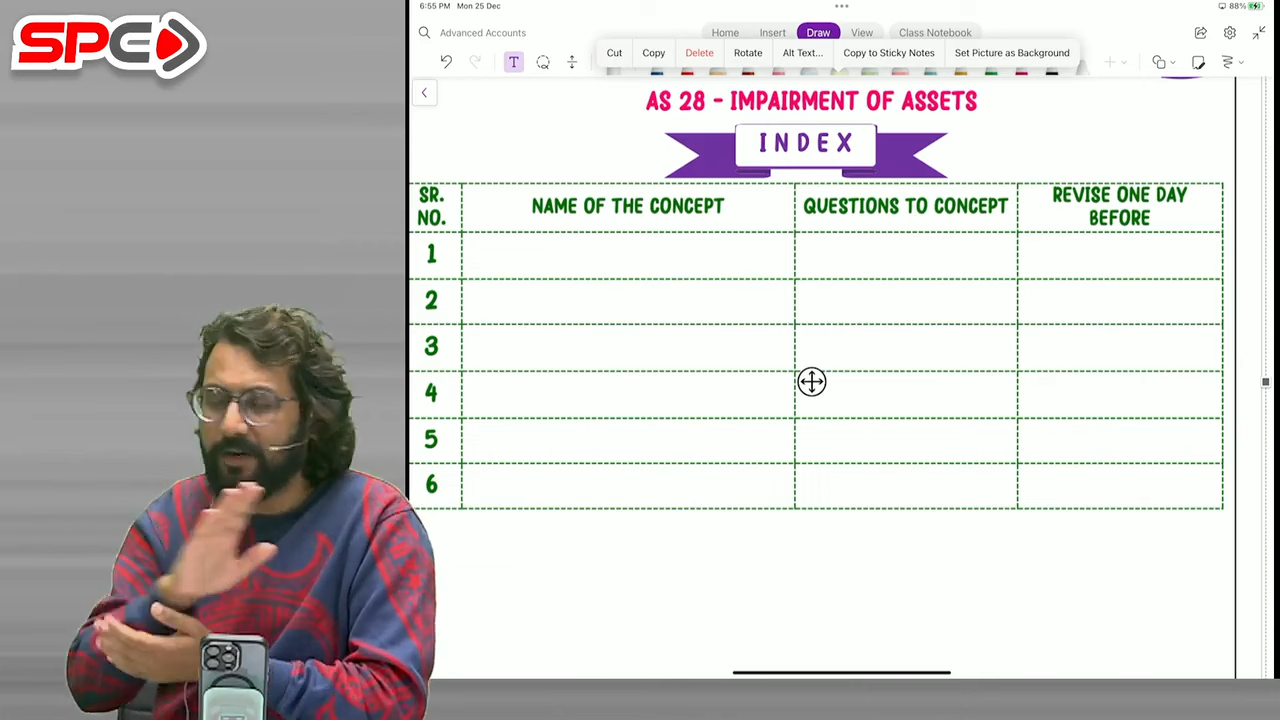 SPC
6:55 PM Mon 25 Dec
88%
Advanced Accounts
Home Insert Draw View Class Notebook
Cut Copy Delete Rotate Alt Text... Copy to Sticky Notes Set Picture as Background
T
AS 28 - IMPAIRMENT OF ASSETS
INDEX
SR. NO. NAME OF THE CONCEPT QUESTIONS TO CONCEPT REVISE ONE DAY BEFORE
1
2
3
4
5
6